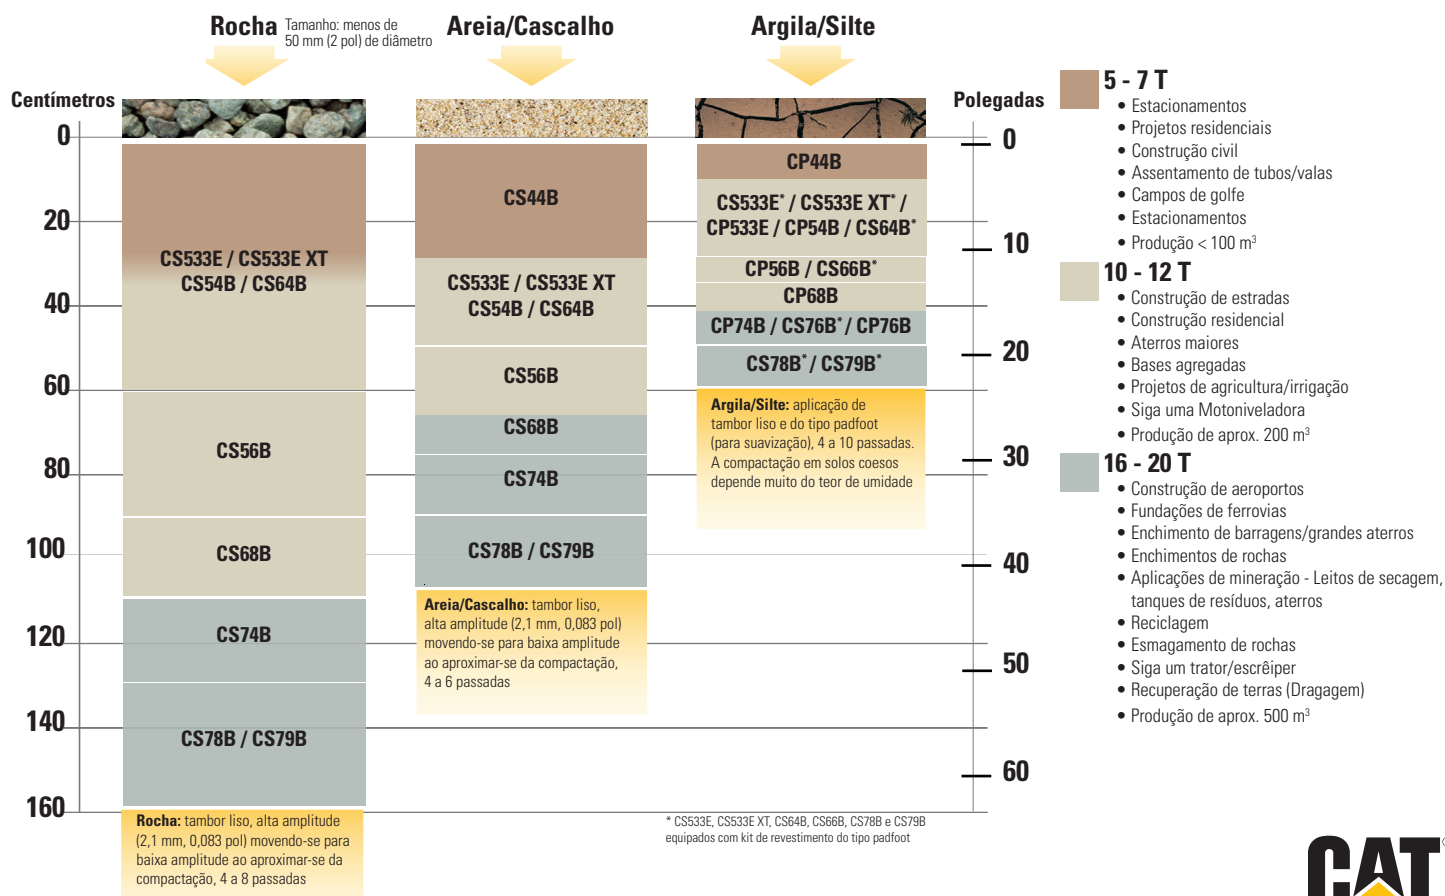 Rocha
Tamanho: menos de
50 mm (2 pol) de diâmetro
Areia/Cascalho
Argila/Silte
Centímetros
Polegadas
0
20
40
60
80
100
120
140
160
CS533E / CS533E XT
CS54B / CS64B
CS56B
CS68B
CS74B
CS78B / CS79B
Rocha: tambor liso, alta amplitude
(2,1 mm, 0,083 pol) movendo-se para
baixa amplitude ao aproximar-se da
compactação, 4 a 8 passadas
CS44B
CS533E / CS533E XT
CS54B / CS64B
CS56B
CS68B
CS74B
CS78B / CS79B
Areia/Cascalho: tambor liso,
alta amplitude (2,1 mm, 0,083 pol)
movendo-se para baixa amplitude
ao aproximar-se da compactação,
4 a 6 passadas
CP44B
CS533E* / CS533E XT* /
CP533E / CP54B / CS64B*
CP56B / CS66B*
CP68B
CP74B / CS76B* / CP76B
CS78B* / CS79B*
Argila/Silte: aplicação de
tambor liso e do tipo padfoot
(para suavização), 4 a 10 passadas.
A compactação em solos coesos
depende muito do teor de umidade
* CS533E, CS533E XT, CS64B, CS66B, CS78B e CS79B
equipados com kit de revestimento do tipo padfoot
0
10
20
30
40
50
60
5 - 7 T
• Estacionamentos
• Projetos residenciais
• Construção civil
• Assentamento de tubos/valas
• Campos de golfe
• Estacionamentos
• Produção < 100 m³
10 - 12 T
• Construção de estradas
• Construção residencial
• Aterros maiores
• Bases agregadas
• Projetos de agricultura/irrigação
• Siga uma Motoniveladora
• Produção de aprox. 200 m³
16 - 20 T
• Construção de aeroportos
• Fundações de ferrovias
• Enchimento de barragens/grandes aterros
• Enchimentos de rochas
• Aplicações de mineração - Leitos de secagem,
tanques de resíduos, aterros
• Reciclagem
• Esmagamento de rochas
• Siga um trator/escrêiper
• Recuperação de terras (Dragagem)
• Produção de aprox. 500 m³
CAT